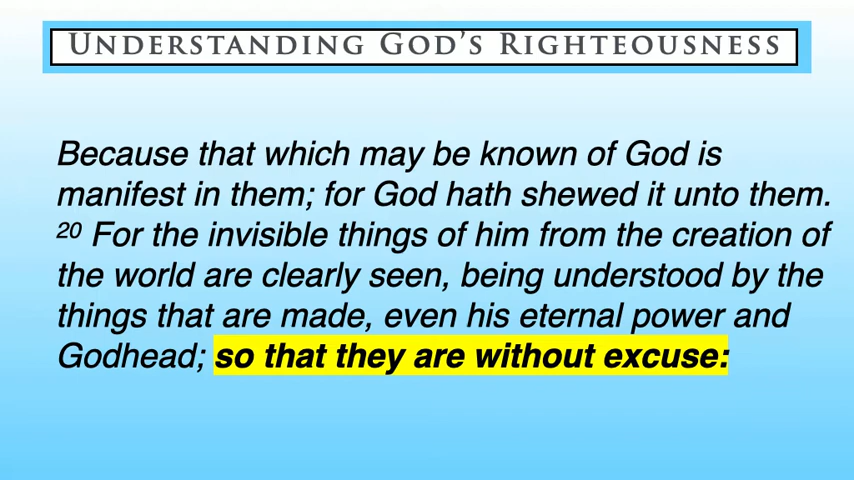 Understanding God's Righteousness
Because that which may be known of God is
manifest in them; for God hath shewed it unto them.
20 For the invisible things of him from the creation of
the world are clearly seen, being understood by the
things that are made, even his eternal power and
Godhead; so that they are without excuse: